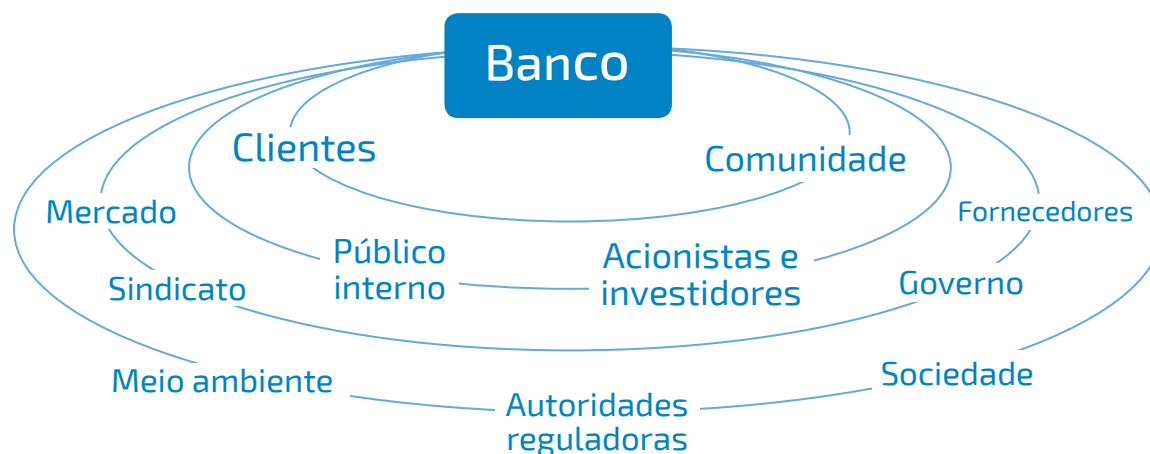 Banco
Clientes
Comunidade
Mercado
Fornecedores
Público
interno
Acionistas e
investidores
Sindicato
Governo
Meio ambiente
Sociedade
Autoridades
reguladoras